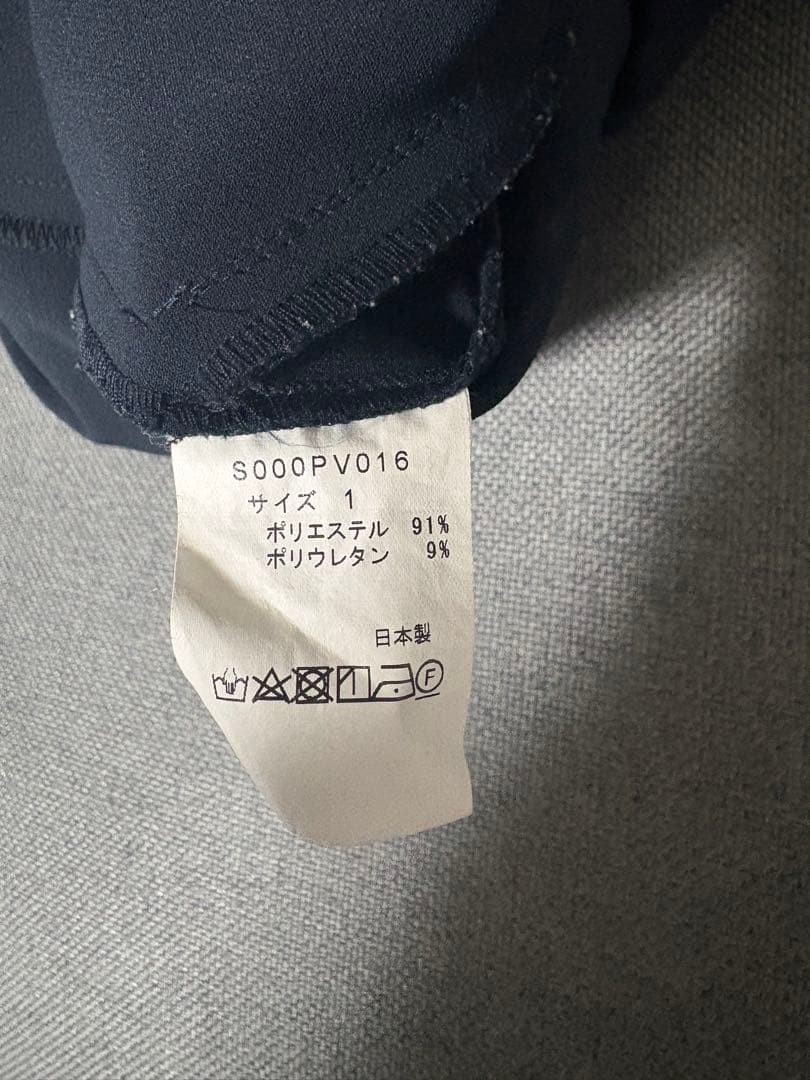 S000PV016
サイズ 1
ポリエステル 91%
ポリウレタン 9%
日本製
F